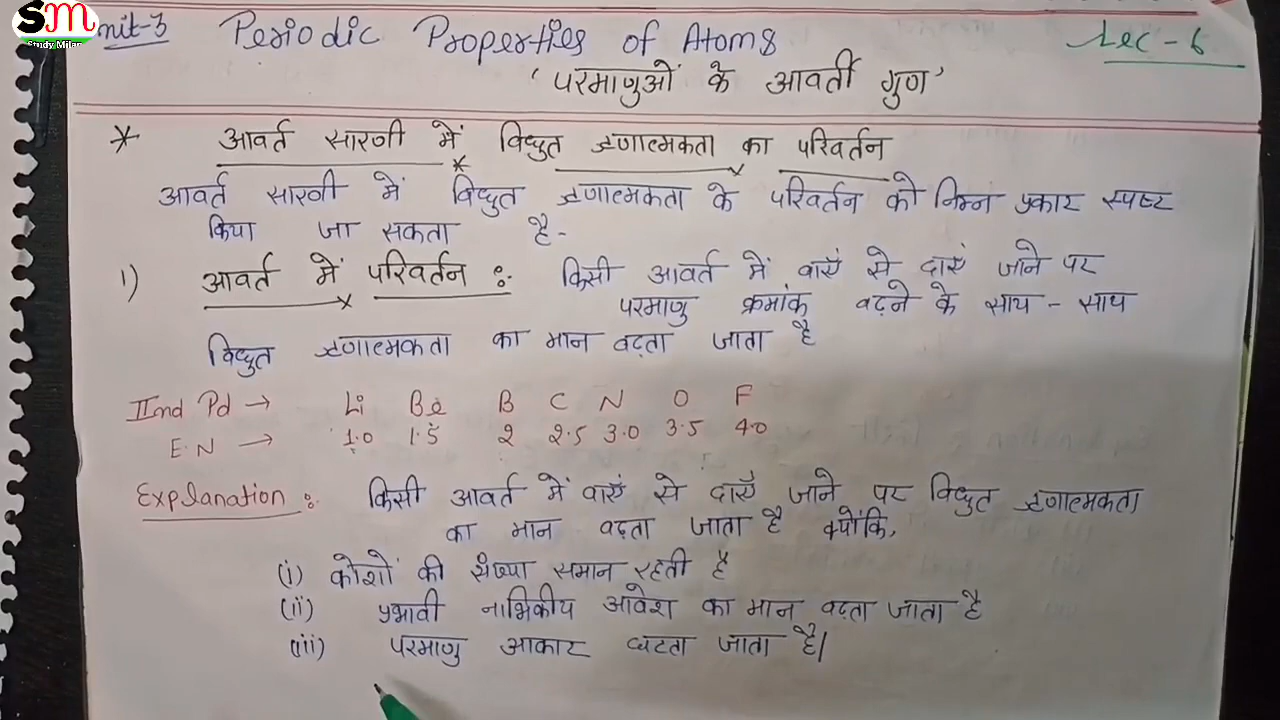 SM
Study Milan
Unit-3 Periodic Properties of Atoms Lec-6
'परमाणुओं के आवर्ती गुण'
* आवर्त सारणी में विद्युत ऋणात्मकता का परिवर्तन
आवर्त सारणी में विद्युत ऋणात्मकता के परिवर्तन को निम्न प्रकार स्पष्ट
किया जा सकता है-
1) आवर्त में परिवर्तन :- किसी आवर्त में बाएँ से दाएँ जाने पर
परमाणु क्रमांक बढ़ने के साथ-साथ
विद्युत ऋणात्मकता का मान बढ़ता जाता है
IInd Pd → Li Be B C N O F
E.N → 1.0 1.5 2 2.5 3.0 3.5 4.0
Explanation :- किसी आवर्त में बाएँ से दाएँ जाने पर विद्युत ऋणात्मकता
का मान बढ़ता जाता है क्योंकि,
(i) कोशों की संख्या समान रहती है
(ii) प्रभावी नाभिकीय आवेश का मान बढ़ता जाता है
(iii) परमाणु आकार घटता जाता है।